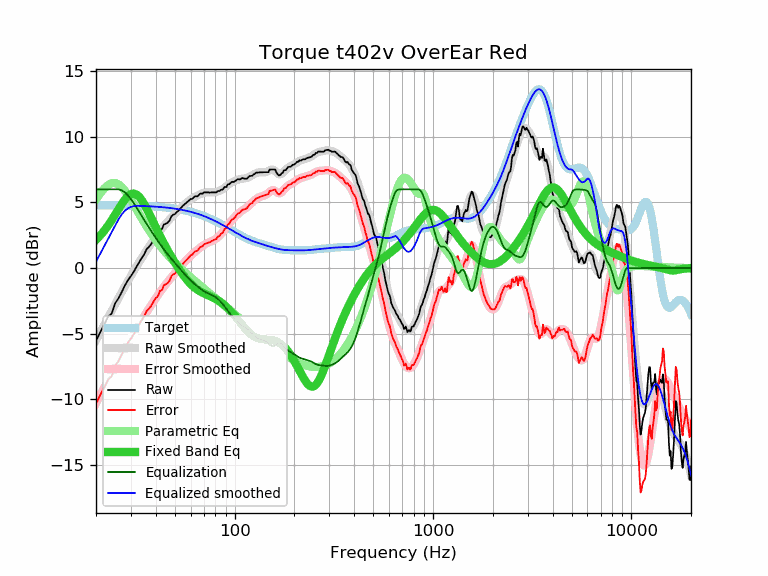 Torque t402v OverEar Red
15
10
5
0
−5
−10
−15
Amplitude (dBr)
Target
Raw Smoothed
Error Smoothed
Raw
Error
Parametric Eq
Fixed Band Eq
Equalization
Equalized smoothed
100 1000 10000
Frequency (Hz)